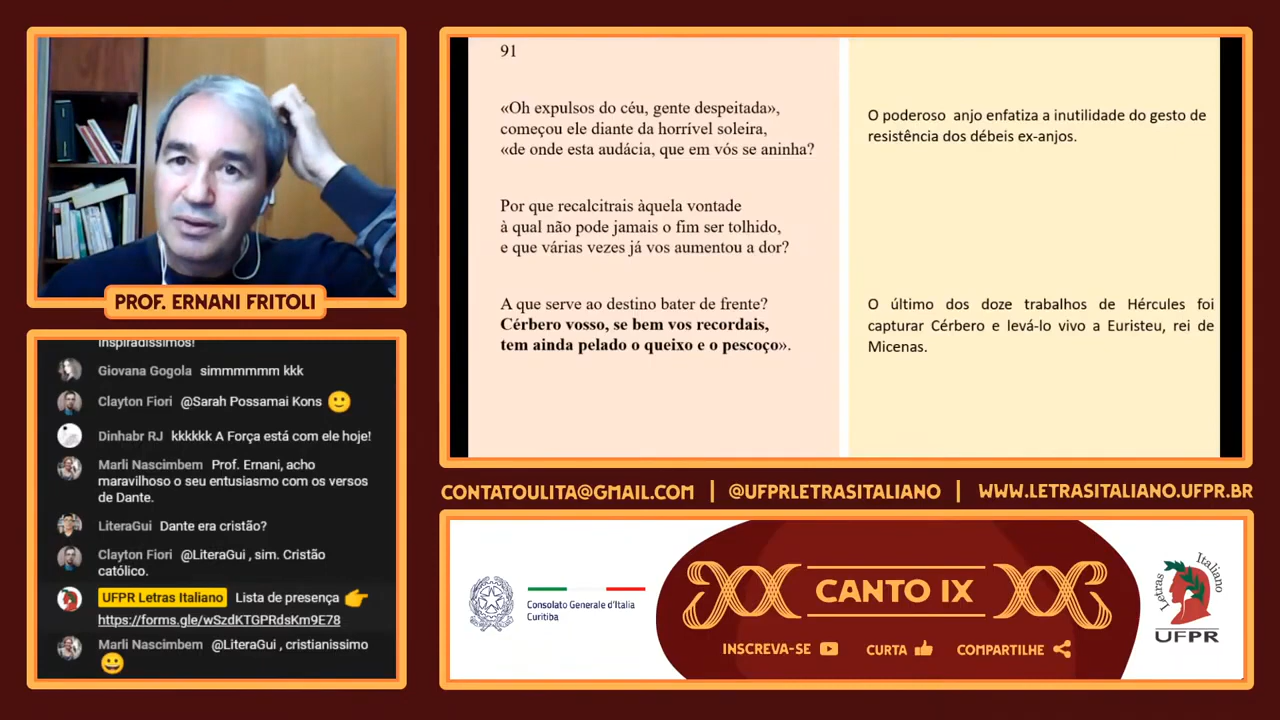 PROF. ERNANI FRITOLI
inspiradíssimos!
Giovana Gogola simmmmmm kkk
Clayton Fiori @Sarah Possamai Kons
Dinhabr RJ kkkkkk A Força está com ele hoje!
Marli Nascimbem Prof. Ernani, acho
maravilhoso o seu entusiasmo com os versos
de Dante.
LiteraGui Dante era cristão?
Clayton Fiori @LiteraGui , sim. Cristão
católico.
UFPR Letras Italiano Lista de presença 👉
https://forms.gle/wSzdKTGPRdsKm9E78
Marli Nascimbem @LiteraGui , cristianissimo
😀
91
«Oh expulsos do céu, gente despeitada»,
começou ele diante da horrível soleira,
«de onde esta audácia, que em vós se aninha?
Por que recalcitrais àquela vontade
à qual não pode jamais o fim ser tolhido,
e que várias vezes já vos aumentou a dor?
A que serve ao destino bater de frente?
Cérbero vosso, se bem vos recordais,
tem ainda pelado o queixo e o pescoço».
O poderoso anjo enfatiza a inutilidade do gesto de
resistência dos débeis ex-anjos.
O último dos doze trabalhos de Hércules foi
capturar Cérbero e levá-lo vivo a Euristeu, rei de
Micenas.
CONTATOULITA@GMAIL.COM | @UFPRLETRASITALIANO | WWW.LETRASITALIANO.UFPR.BR
Consolato Generale d'Italia
Curitiba
CANTO IX
INSCREVA-SE CURTA COMPARTILHE
Letras Italiano
UFPR